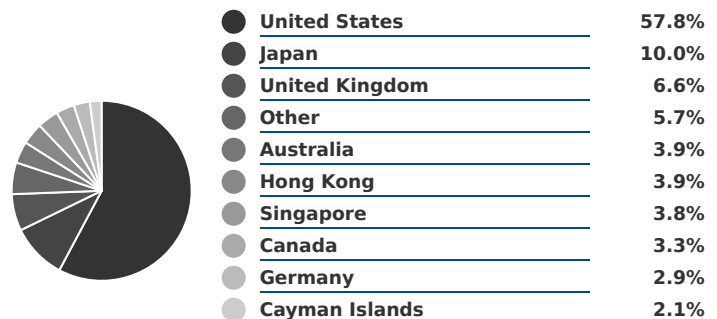 United States 57.8%
Japan 10.0%
United Kingdom 6.6%
Other 5.7%
Australia 3.9%
Hong Kong 3.9%
Singapore 3.8%
Canada 3.3%
Germany 2.9%
Cayman Islands 2.1%